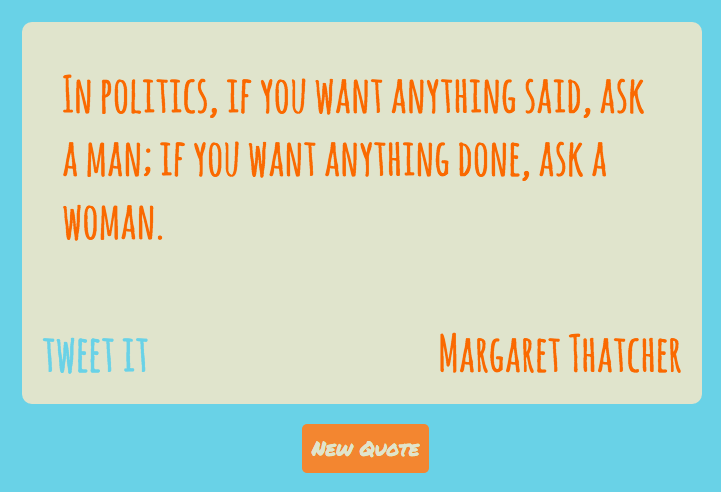 In politics, if you want anything said, ask
a man; if you want anything done, ask a
woman.
tweet it
Margaret Thatcher
New Quote